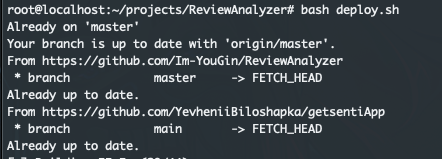 root@localhost:~/projects/ReviewAnalyzer# bash deploy.sh
Already on 'master'
Your branch is up to date with 'origin/master'.
From https://github.com/Im-YouGin/ReviewAnalyzer
 * branch            master     -> FETCH_HEAD
Already up to date.
From https://github.com/YevheniiBiloshapka/getsentiApp
 * branch            main       -> FETCH_HEAD
Already up to date.